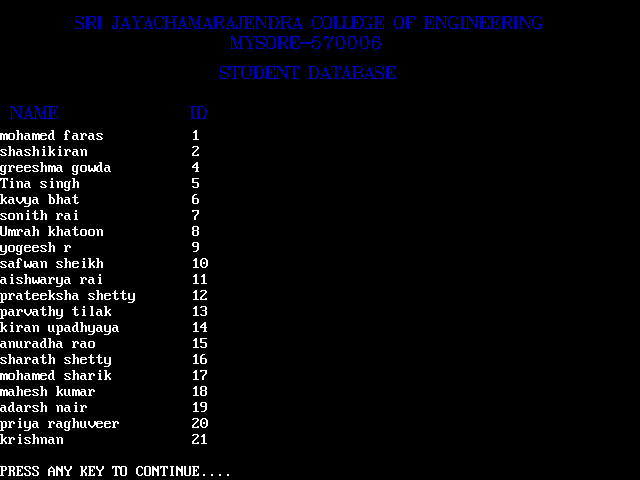 SRI JAYACHAMARAJENDRA COLLEGE OF ENGINEERING
MYSORE-570006
STUDENT DATABASE
NAME ID
mohamed faras 1
shashikiran 2
greeshma gowda 4
Tina singh 5
kavya bhat 6
sonith rai 7
Umrah khatoon 8
yogeesh r 9
safwan sheikh 10
aishwarya rai 11
prateeksha shetty 12
parvathy tilak 13
kiran upadhyaya 14
anuradha rao 15
sharath shetty 16
mohamed sharik 17
mahesh kumar 18
adarsh nair 19
priya raghuveer 20
krishnan 21
PRESS ANY KEY TO CONTINUE....